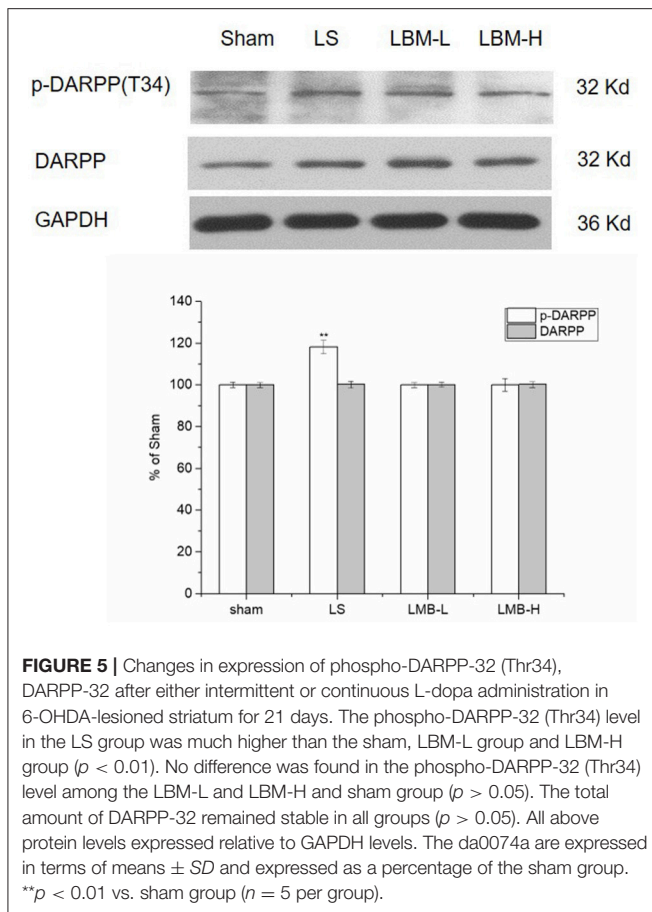 Sham LS LBM-L LBM-H
p-DARPP(T34) 32 Kd
DARPP 32 Kd
GAPDH 36 Kd
140
120
100
80
60
40
20
0
% of Sham
**
p-DARPP
DARPP
sham LS LMB-L LMB-H
FIGURE 5 | Changes in expression of phospho-DARPP-32 (Thr34),
DARPP-32 after either intermittent or continuous L-dopa administration in
6-OHDA-lesioned striatum for 21 days. The phospho-DARPP-32 (Thr34) level
in the LS group was much higher than the sham, LBM-L group and LBM-H
group (p < 0.01). No difference was found in the phospho-DARPP-32 (Thr34)
level among the LBM-L and LBM-H and sham group (p > 0.05). The total
amount of DARPP-32 remained stable in all groups (p > 0.05). All above
protein levels expressed relative to GAPDH levels. The da0074a are expressed
in terms of means ± SD and expressed as a percentage of the sham group.
**p < 0.01 vs. sham group (n = 5 per group).